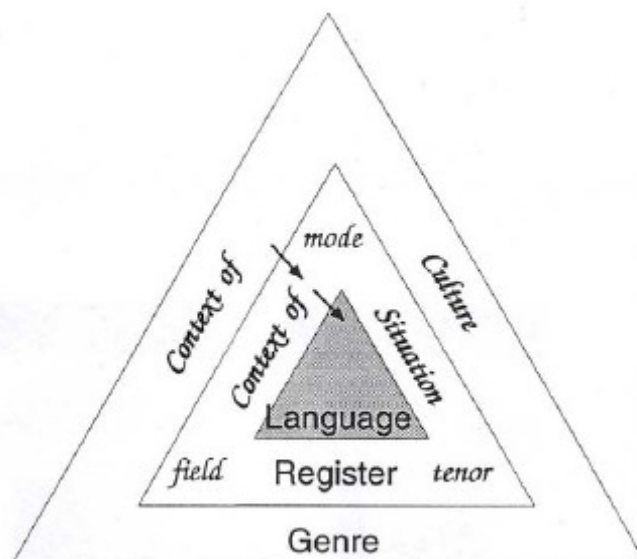 mode
Context of
Culture
Context of
Situation
Language
field
Register
tenor
Genre